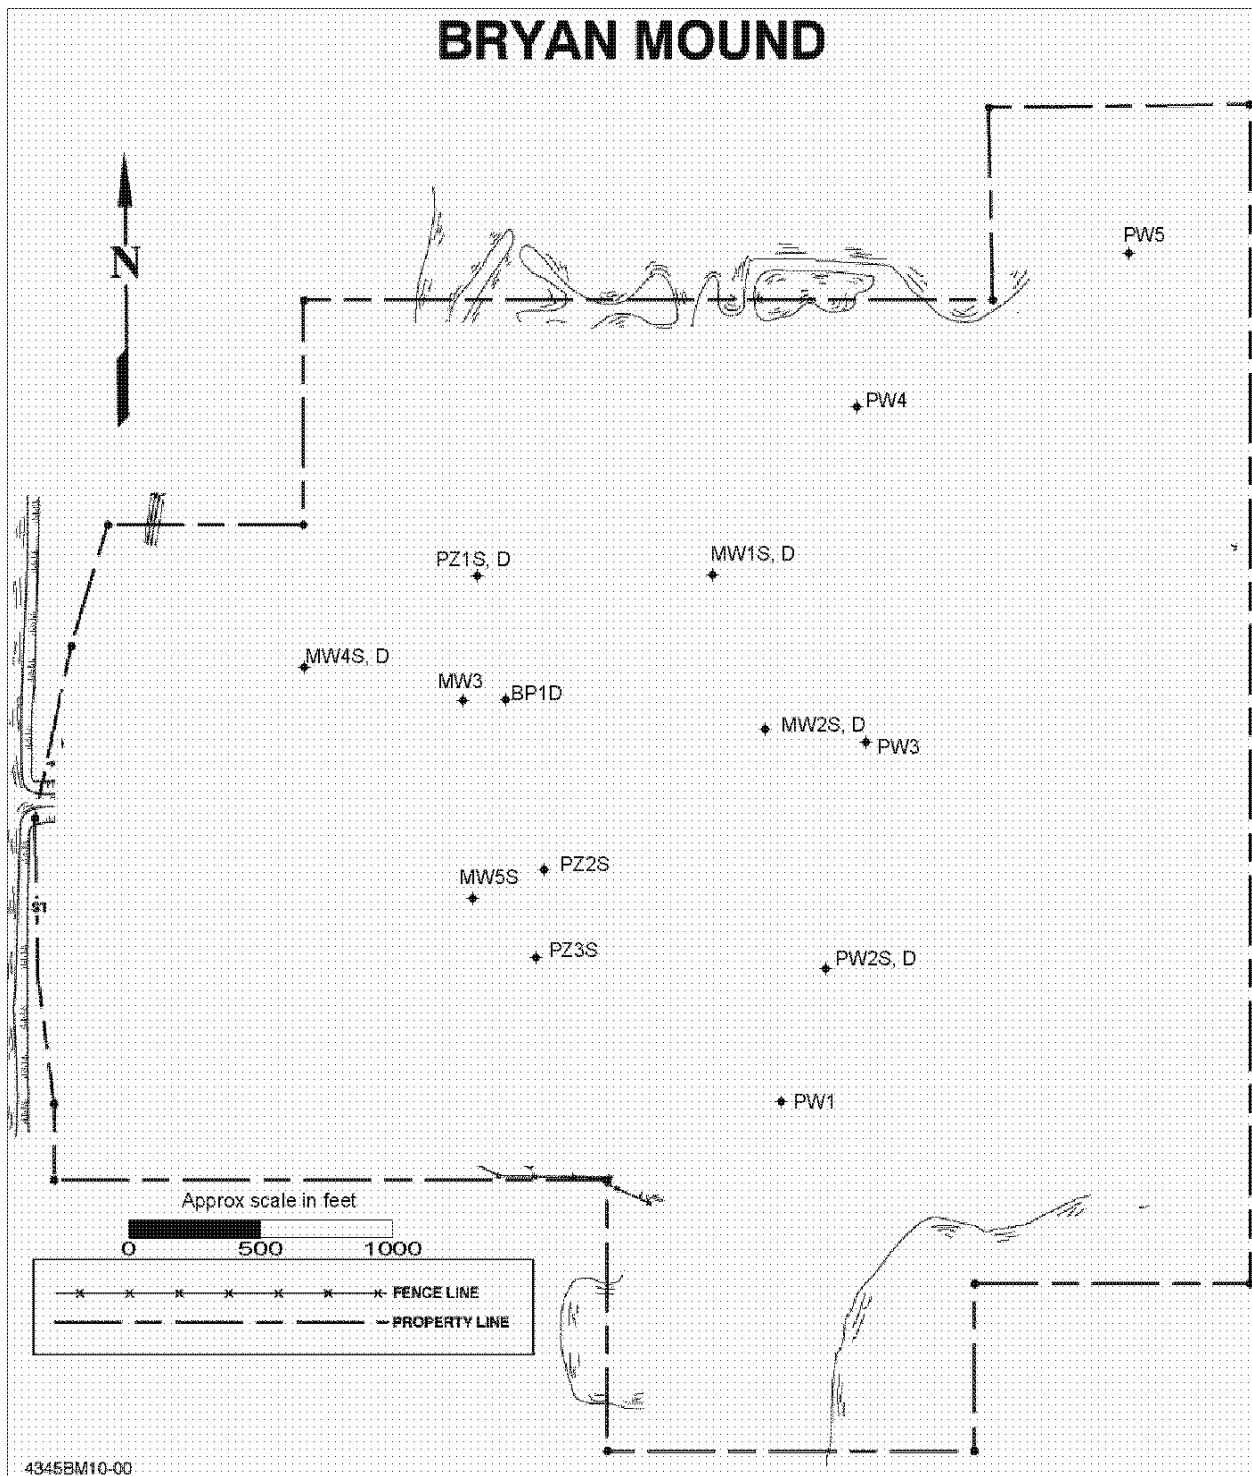 BRYAN MOUND
N
PW5
PW4
PZ1S, D
MW1S, D
MW4S, D
MW3
BP1D
MW2S, D
PW3
PZ2S
MW5S
PZ3S
PW2S, D
PW1
Approx scale in feet
0 500 1000
FENCE LINE
PROPERTY LINE
4345BM10-00